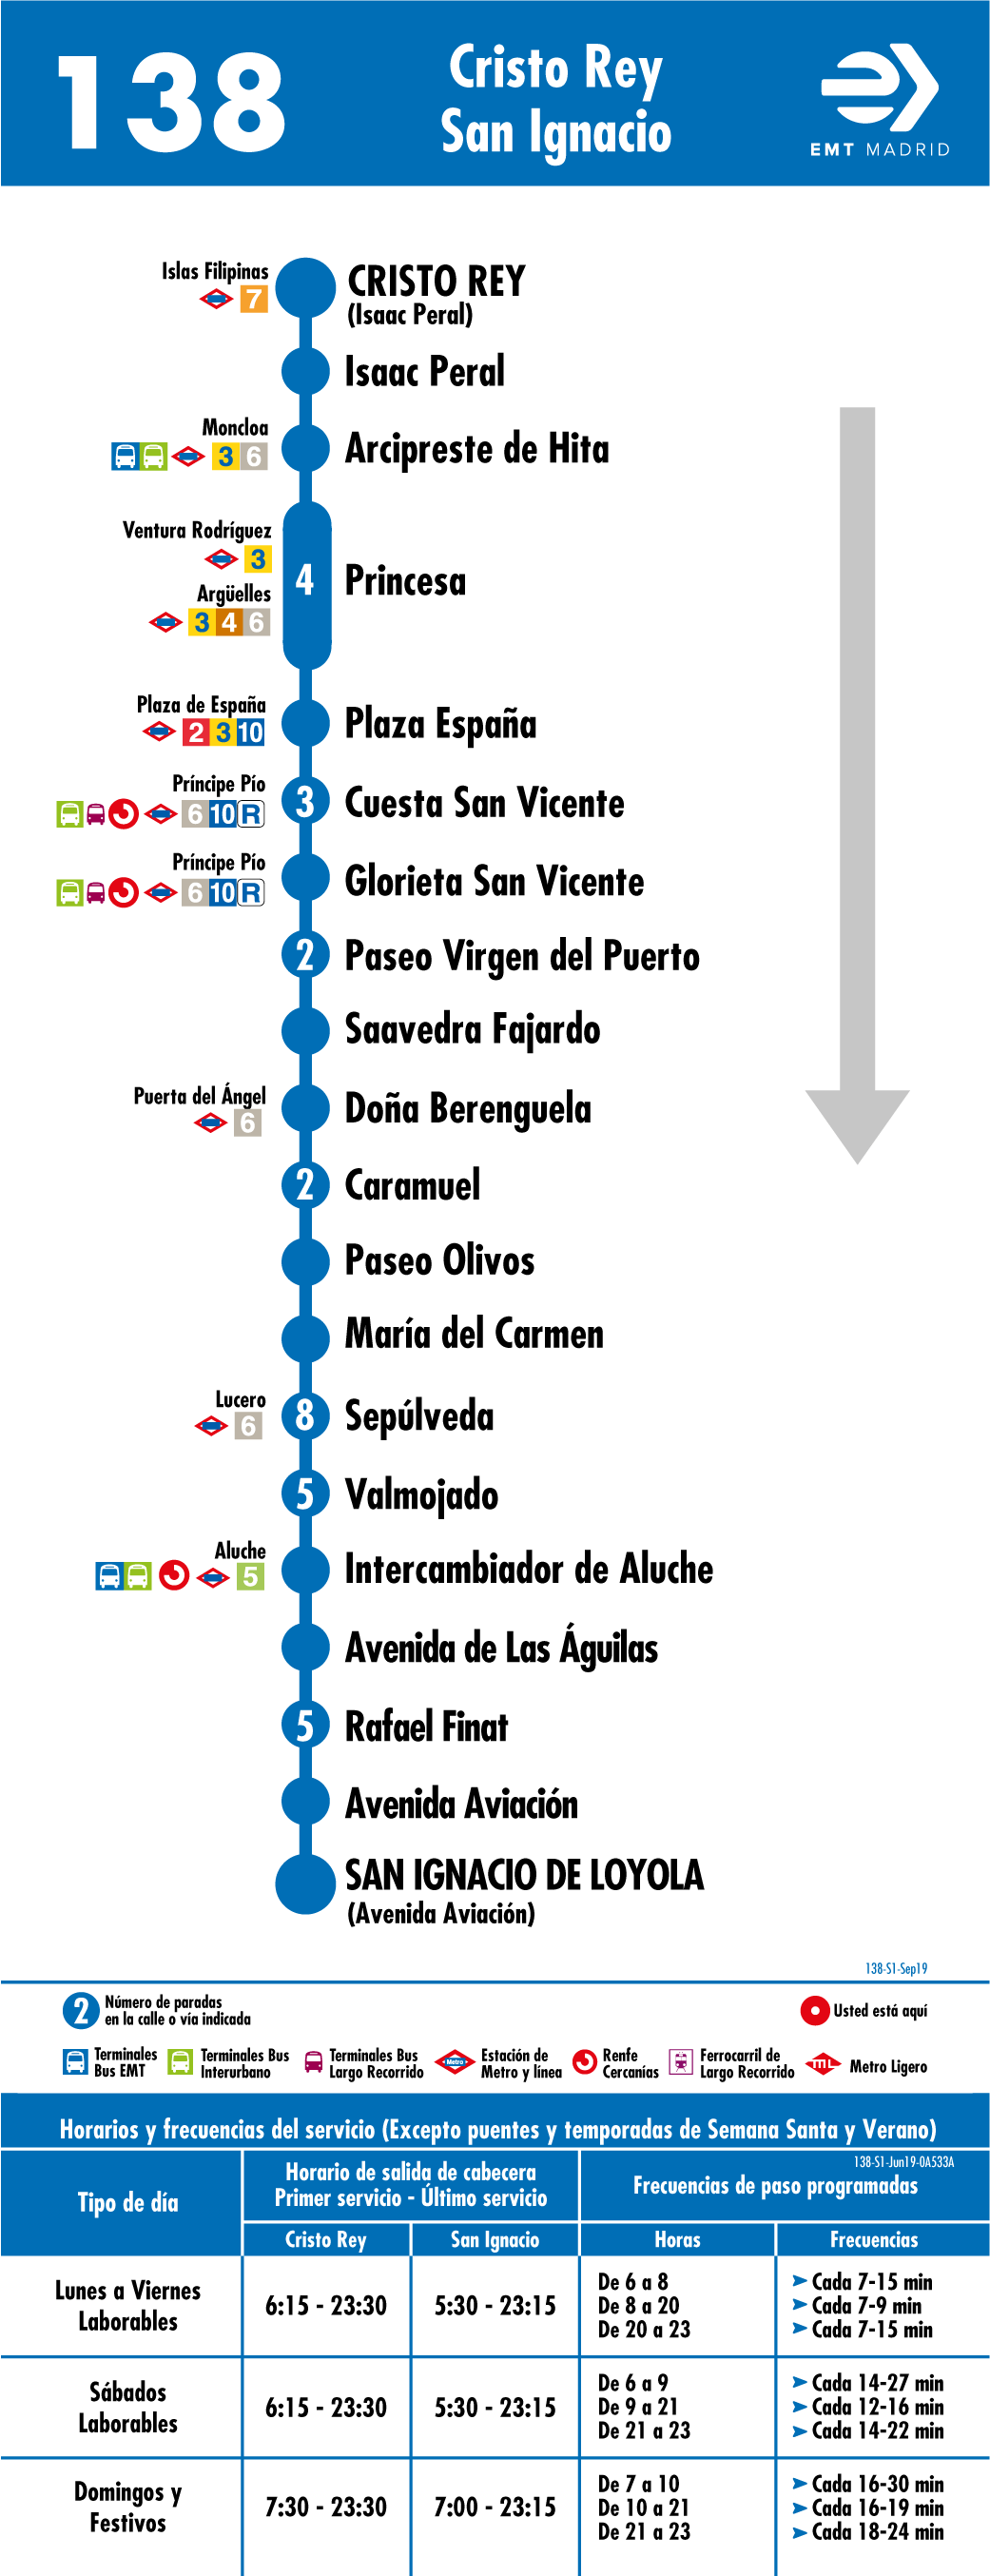 138
Cristo Rey
San Ignacio
EMT MADRID
Islas Filipinas
7
CRISTO REY
(Isaac Peral)
Isaac Peral
Moncloa
3 6
Arcipreste de Hita
Ventura Rodríguez
3
Argüelles
3 4 6
4
Princesa
Plaza de España
2 3 10
Plaza España
Príncipe Pío
6 10 R
3
Cuesta San Vicente
Príncipe Pío
6 10 R
Glorieta San Vicente
2
Paseo Virgen del Puerto
Saavedra Fajardo
Puerta del Ángel
6
Doña Berenguela
2
Caramuel
Paseo Olivos
María del Carmen
Lucero
6
8
Sepúlveda
5
Valmojado
Aluche
5
Intercambiador de Aluche
Avenida de Las Águilas
5
Rafael Finat
Avenida Aviación
SAN IGNACIO DE LOYOLA
(Avenida Aviación)
138-S1-Sep19
2
Número de paradas
en la calle o vía indicada
Usted está aquí
Terminales
Bus EMT
Terminales Bus
Interurbano
Terminales Bus
Largo Recorrido
Metro
Estación de
Metro y línea
Renfe
Cercanías
Ferrocarril de
Largo Recorrido
ML
Metro Ligero
Horarios y frecuencias del servicio (Excepto puentes y temporadas de Semana Santa y Verano)
138-S1-Jun19-0A533A
Tipo de día
Horario de salida de cabecera
Primer servicio - Último servicio
Frecuencias de paso programadas
Cristo Rey
San Ignacio
Horas
Frecuencias
Lunes a Viernes
Laborables
6:15 - 23:30
5:30 - 23:15
De 6 a 8
Cada 7-15 min
De 8 a 20
Cada 7-9 min
De 20 a 23
Cada 7-15 min
Sábados
Laborables
6:15 - 23:30
5:30 - 23:15
De 6 a 9
Cada 14-27 min
De 9 a 21
Cada 12-16 min
De 21 a 23
Cada 14-22 min
Domingos y
Festivos
7:30 - 23:30
7:00 - 23:15
De 7 a 10
Cada 16-30 min
De 10 a 21
Cada 16-19 min
De 21 a 23
Cada 18-24 min